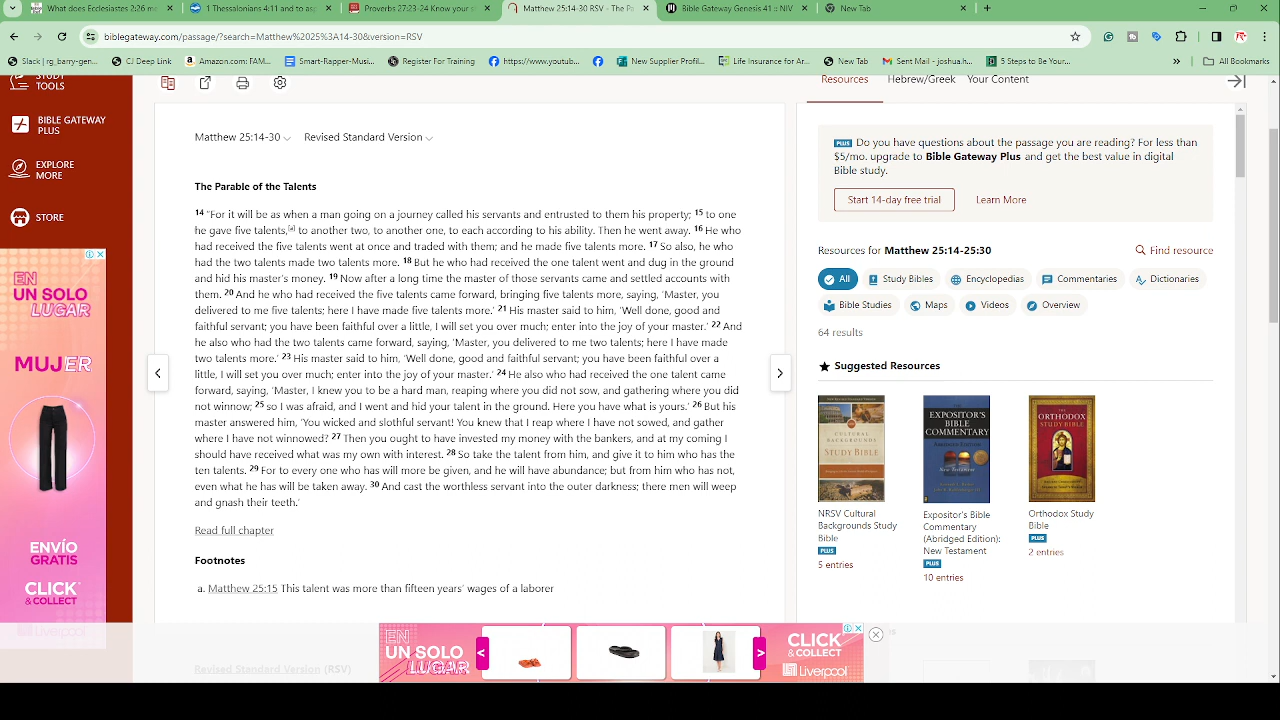 What does Ecclesiastes 2:26 m
1 Thessalonians 4:11 and to as
Proverbs 27:23-24 Know your s
Matthew 25:14-30 RSV - The Pa
Bible Gateway Genesis 41 :: NIV
New Tab
biblegateway.com/passage/?search=Matthew%2025%3A14-30&version=RSV
Slack | rg_barry-gen...
CJ Deep Link
Amazon.com: FAM...
Smart-Rapper-Musi...
Register For Training
https://www.youtub...
New Supplier Profil...
Life Insurance for Ar...
New Tab
Sent Mail - joshua.h...
5 Steps to Be Your...
»
All Bookmarks
STUDY
TOOLS
BIBLE GATEWAY
PLUS
EXPLORE
MORE
STORE
EN
UN SOLO
LUGAR
MUJER
ENVÍO
GRATIS
CLICK
& COLLECT
Liverpool
Matthew 25:14-30
Revised Standard Version
The Parable of the Talents
14 "For it will be as when a man going on a journey called his servants and entrusted to them his property; 15 to one
he gave five talents,[a] to another two, to another one, to each according to his ability. Then he went away. 16 He who
had received the five talents went at once and traded with them; and he made five talents more. 17 So also, he who
had the two talents made two talents more. 18 But he who had received the one talent went and dug in the ground
and hid his master's money. 19 Now after a long time the master of those servants came and settled accounts with
them. 20 And he who had received the five talents came forward, bringing five talents more, saying, 'Master, you
delivered to me five talents; here I have made five talents more.' 21 His master said to him, 'Well done, good and
faithful servant; you have been faithful over a little, I will set you over much; enter into the joy of your master.' 22 And
he also who had the two talents came forward, saying, 'Master, you delivered to me two talents; here I have made
two talents more.' 23 His master said to him, 'Well done, good and faithful servant; you have been faithful over a
little, I will set you over much; enter into the joy of your master.' 24 He also who had received the one talent came
forward, saying, 'Master, I knew you to be a hard man, reaping where you did not sow, and gathering where you did
not winnow; 25 so I was afraid, and I went and hid your talent in the ground. Here you have what is yours.' 26 But his
master answered him, 'You wicked and slothful servant! You knew that I reap where I have not sowed, and gather
where I have not winnowed? 27 Then you ought to have invested my money with the bankers, and at my coming I
should have received what was my own with interest. 28 So take the talent from him, and give it to him who has the
ten talents. 29 For to every one who has will more be given, and he will have abundance; but from him who has not,
even what he has will be taken away. 30 And cast the worthless servant into the outer darkness; there men will weep
and gnash their teeth.'
Read full chapter
Footnotes
a. Matthew 25:15 This talent was more than fifteen years' wages of a laborer
Revised Standard Version (RSV)
Resources
Hebrew/Greek
Your Content
PLUS Do you have questions about the passage you are reading? For less
than $5/mo. upgrade to Bible Gateway Plus and get the best value in digital
Bible study.
Start 14-day free trial
Learn More
Resources for Matthew 25:14-25:30
Find resource
All
Study Bibles
Encyclopedias
Commentaries
Dictionaries
Bible Studies
Maps
Videos
Overview
64 results
Suggested Resources
CULTURAL
BACKGROUNDS
STUDY BIBLE
THE
EXPOSITOR'S
BIBLE
COMMENTARY
THE
ORTHODOX
STUDY BIBLE
NRSV Cultural
Backgrounds Study
Bible
PLUS
5 entries
Expositor's Bible
Commentary
(Abridged Edition):
New Testament
PLUS
10 entries
Orthodox Study
Bible
PLUS
2 entries
EN
UN SOLO
LUGAR
CLICK
& COLLECT
Liverpool